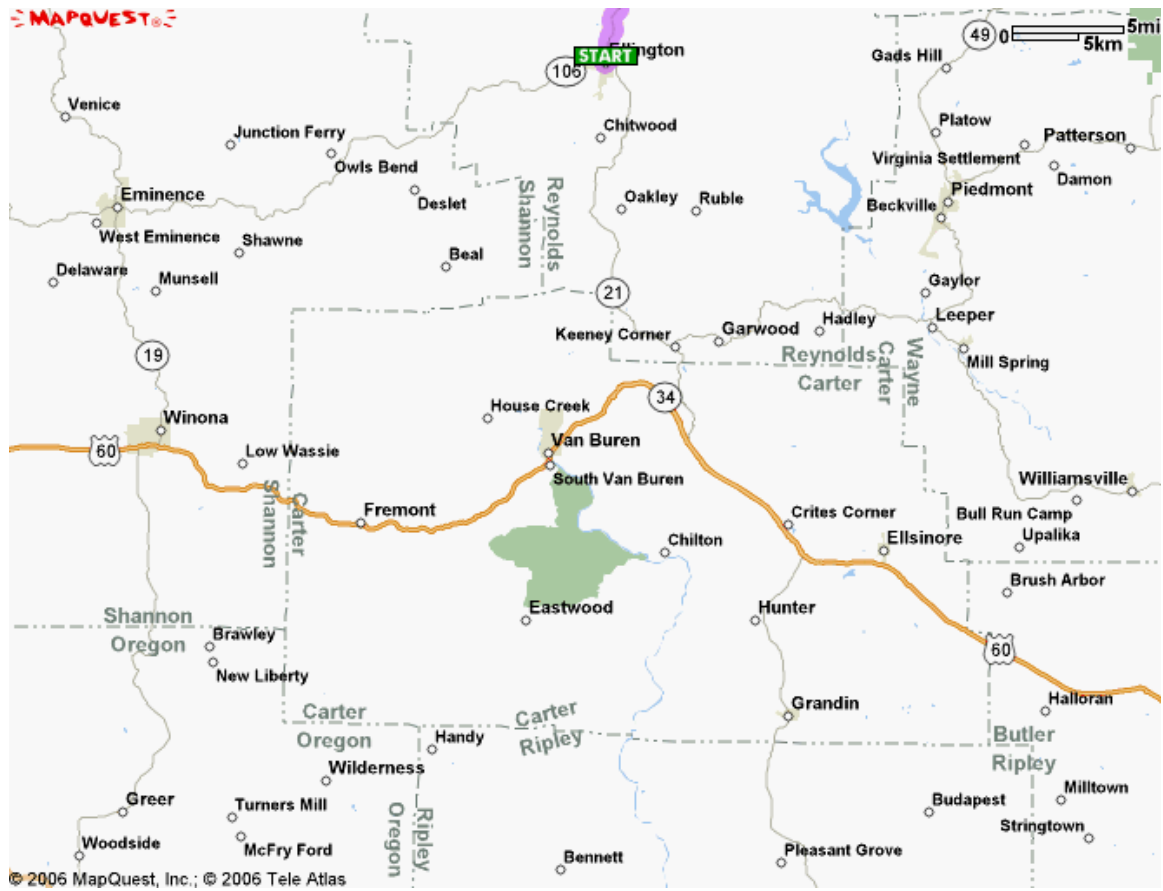 MAPQUEST
5mi
5km
49
Gads Hill
START
Ellington
106
Venice
Junction Ferry
Chitwood
Platow
Patterson
Owls Bend
Virginia Settlement
Damon
Eminence
Deslet
Reynolds
Shannon
Oakley
Ruble
Piedmont
Beckville
West Eminence
Shawne
Beal
Delaware
Munsell
21
Gaylor
Keeney Corner
Garwood
Hadley
Leeper
19
Reynolds
Carter
Carter
Wayne
Mill Spring
34
Winona
House Creek
60
Low Wassie
Van Buren
South Van Buren
Williamsville
Shannon
Carter
Fremont
Crites Corner
Bull Run Camp
Ellsinore
Upalika
Chilton
Brush Arbor
Shannon
Oregon
Eastwood
Hunter
Brawley
60
New Liberty
Grandin
Halloran
Carter
Oregon
Carter
Ripley
Handy
Butler
Ripley
Wilderness
Greer
Turners Mill
Ripley
Oregon
Budapest
Milltown
Stringtown
Woodside
McFry Ford
Bennett
Pleasant Grove
© 2006 MapQuest, Inc.; © 2006 Tele Atlas